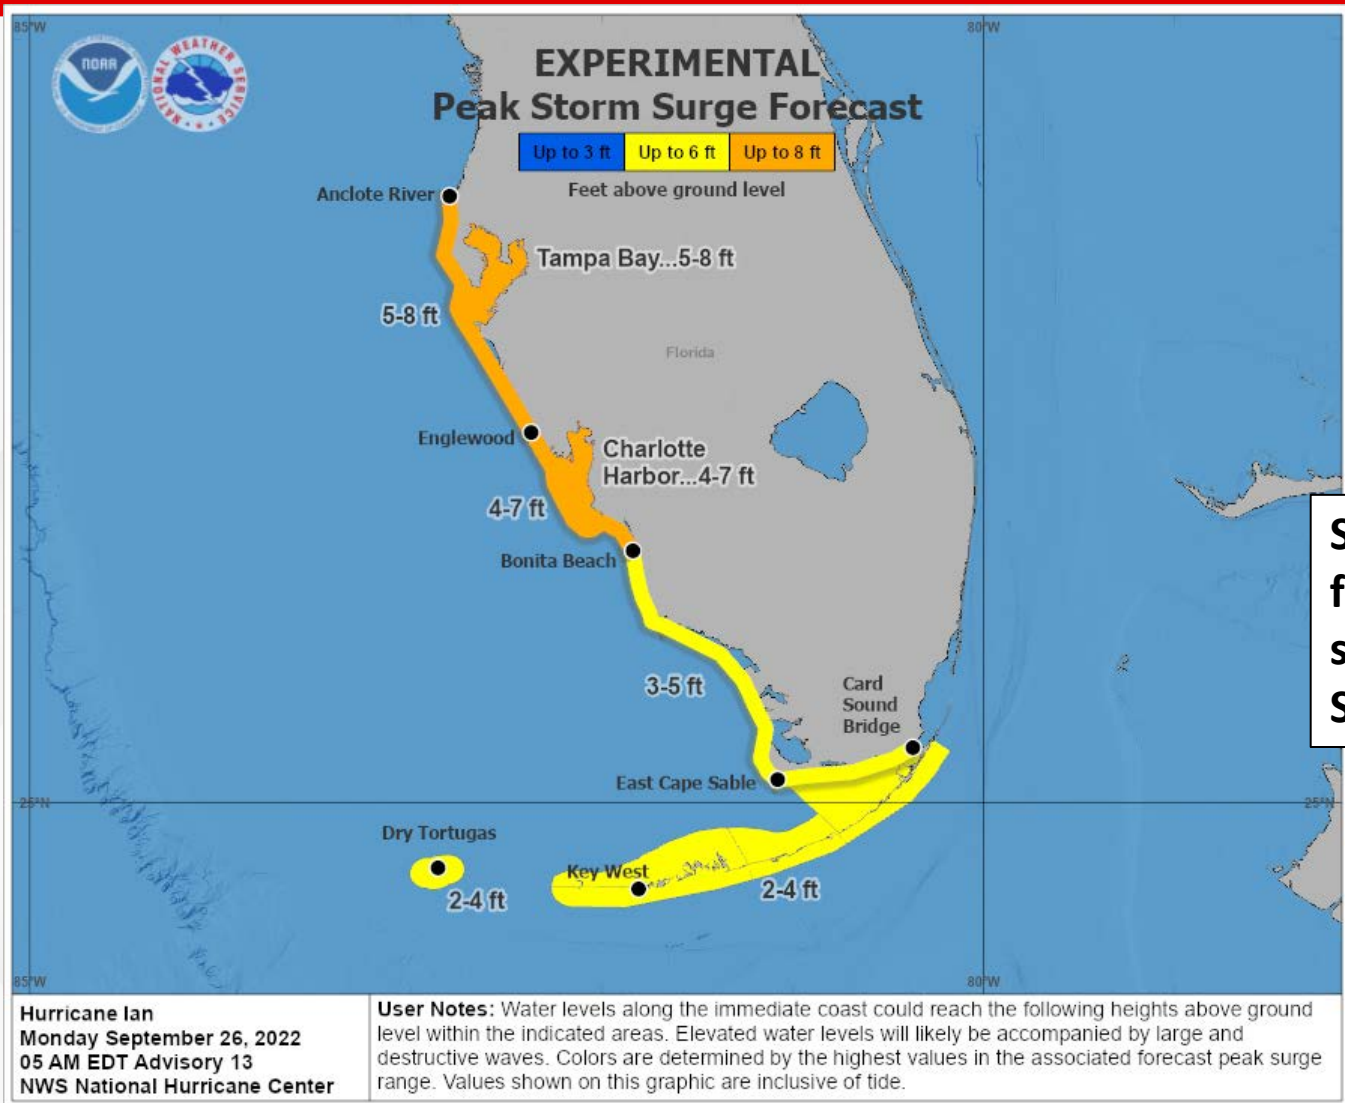 85°W
80°W
NOAA
NATIONAL WEATHER SERVICE
EXPERIMENTAL
Peak Storm Surge Forecast
Up to 3 ft Up to 6 ft Up to 8 ft
Feet above ground level
Anclote River
Tampa Bay...5-8 ft
5-8 ft
Florida
Englewood
Charlotte
Harbor...4-7 ft
4-7 ft
Bonita Beach
S
f
s
S
3-5 ft
Card
Sound
Bridge
East Cape Sable
25°N
25°N
Dry Tortugas
2-4 ft
Key West
2-4 ft
85°W
80°W
Hurricane Ian
Monday September 26, 2022
05 AM EDT Advisory 13
NWS National Hurricane Center
User Notes: Water levels along the immediate coast could reach the following heights above ground
level within the indicated areas. Elevated water levels will likely be accompanied by large and
destructive waves. Colors are determined by the highest values in the associated forecast peak surge
range. Values shown on this graphic are inclusive of tide.